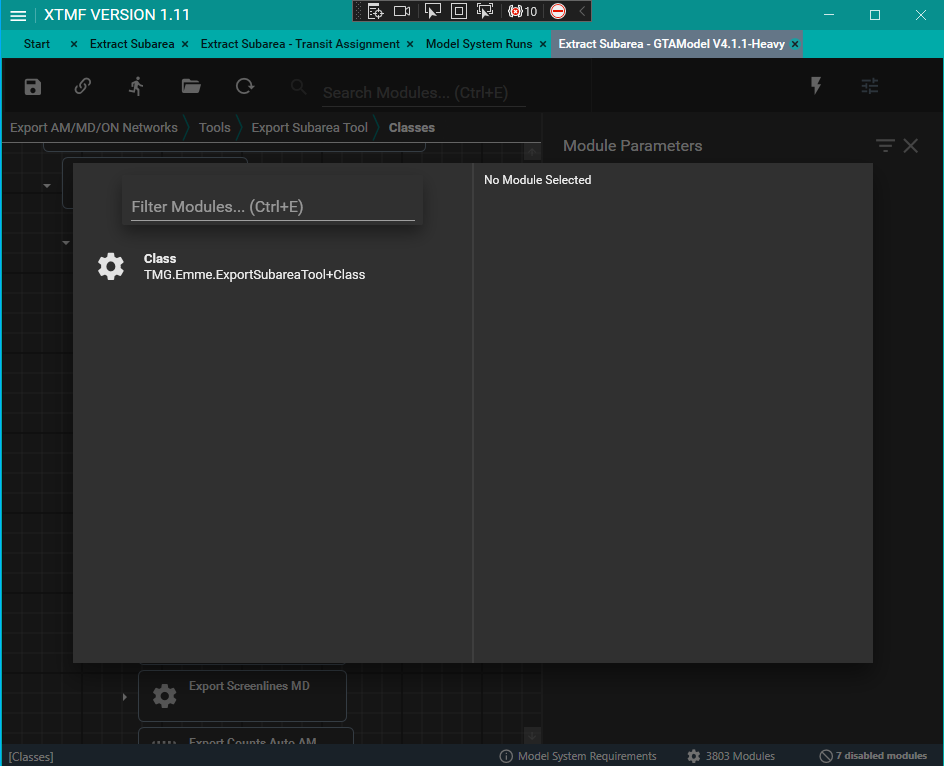 XTMF VERSION 1.11
10
Start
Extract Subarea
Extract Subarea - Transit Assignment
Model System Runs
Extract Subarea - GTAModel V4.1.1-Heavy
Search Modules... (Ctrl+E)
Export AM/MD/ON Networks
Tools
Export Subarea Tool
Classes
Module Parameters
Filter Modules... (Ctrl+E)
Class
TMG.Emme.ExportSubareaTool+Class
No Module Selected
Export Screenlines MD
Export Counts Auto AM
[Classes]
Model System Requirements
3803 Modules
7 disabled modules